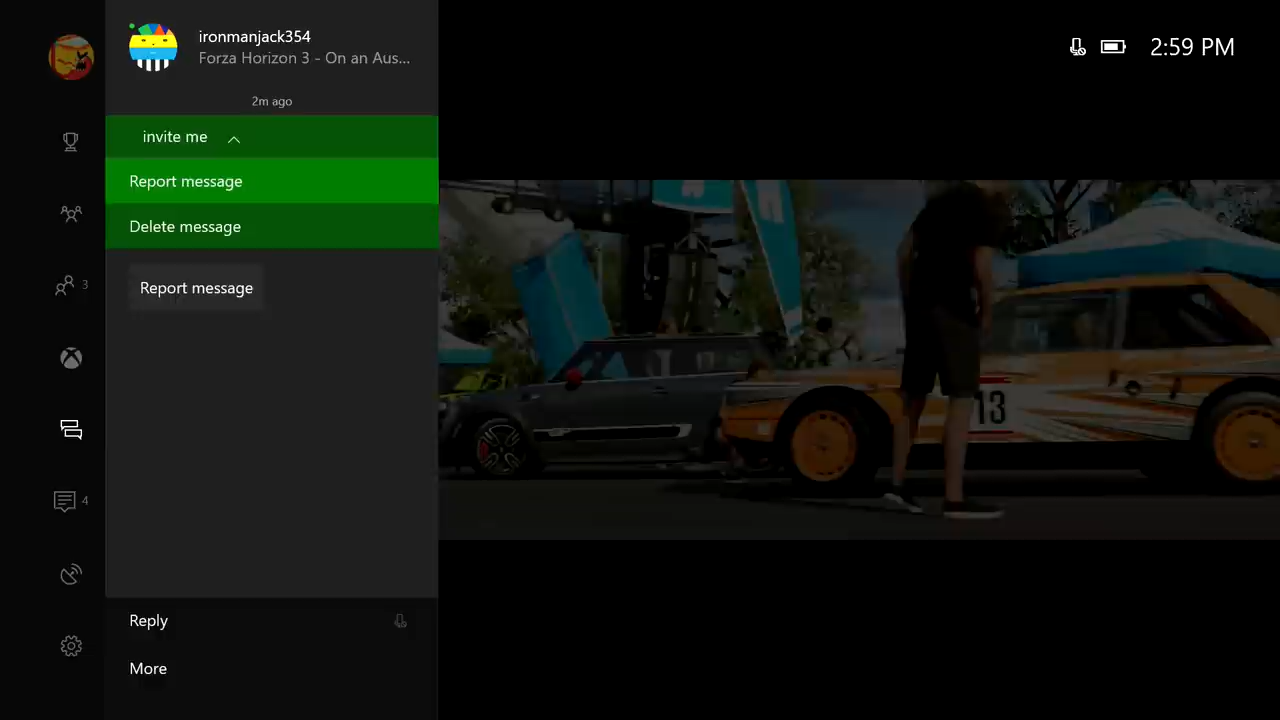 ironmanjack354
Forza Horizon 3 - On an Aus...
2:59 PM
2m ago
invite me
Report message
Delete message
Report message
3
4
Reply
More
13